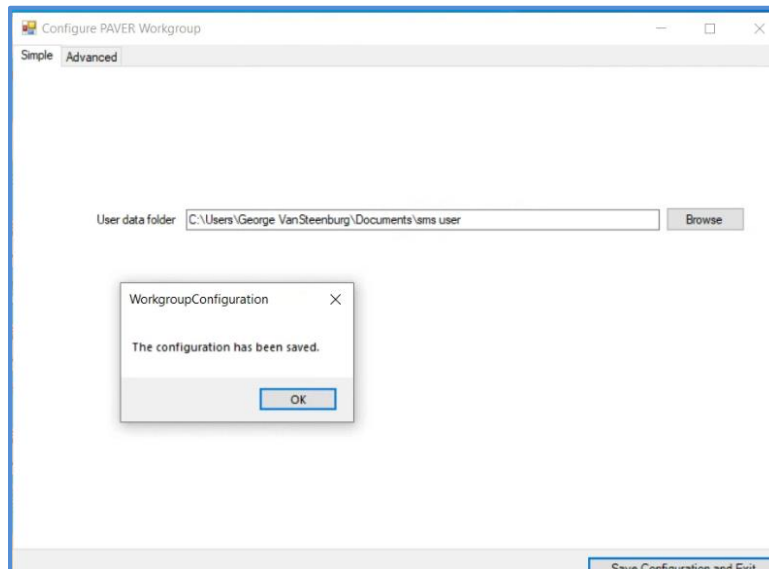 Configure PAVER Workgroup
Simple Advanced
User data folder C:\Users\George VanSteenburg\Documents\sms user Browse
WorkgroupConfiguration
The configuration has been saved.
OK
Save Configuration and Exit